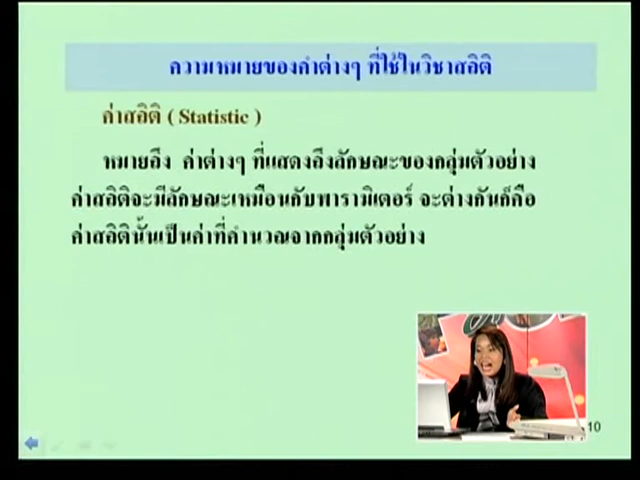 ความหมายของคำต่างๆ ที่ใช้ในวิชาสถิติ
ค่าสถิติ ( Statistic )
หมายถึง ค่าต่างๆ ที่แสดงถึงลักษณะของกลุ่มตัวอย่าง
ค่าสถิติจะมีลักษณะเหมือนกับพารามิเตอร์ จะต่างกันก็คือ
ค่าสถิตินั้นเป็นค่าที่คำนวณจากกลุ่มตัวอย่าง
10